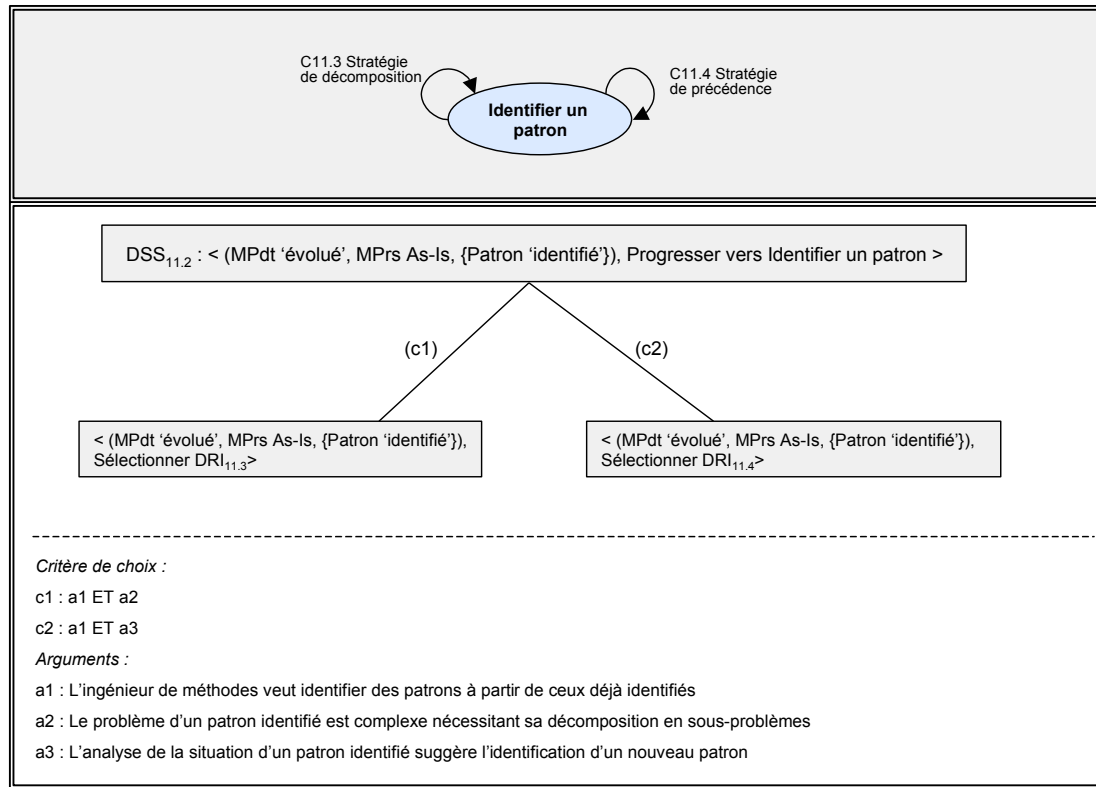 C11.3 Stratégie
de décomposition
C11.4 Stratégie
de précédence
Identifier un
patron
DSS11.2 : < (MPdt ‘évolué’, MPrs As-Is, {Patron ‘identifié’}), Progresser vers Identifier un patron >
(c1)
(c2)
< (MPdt ‘évolué’, MPrs As-Is, {Patron ‘identifié’}),
Sélectionner DRI11.3>
< (MPdt ‘évolué’, MPrs As-Is, {Patron ‘identifié’}),
Sélectionner DRI11.4>
Critère de choix :
c1 : a1 ET a2
c2 : a1 ET a3
Arguments :
a1 : L’ingénieur de méthodes veut identifier des patrons à partir de ceux déjà identifiés
a2 : Le problème d’un patron identifié est complexe nécessitant sa décomposition en sous-problèmes
a3 : L’analyse de la situation d’un patron identifié suggère l’identification d’un nouveau patron